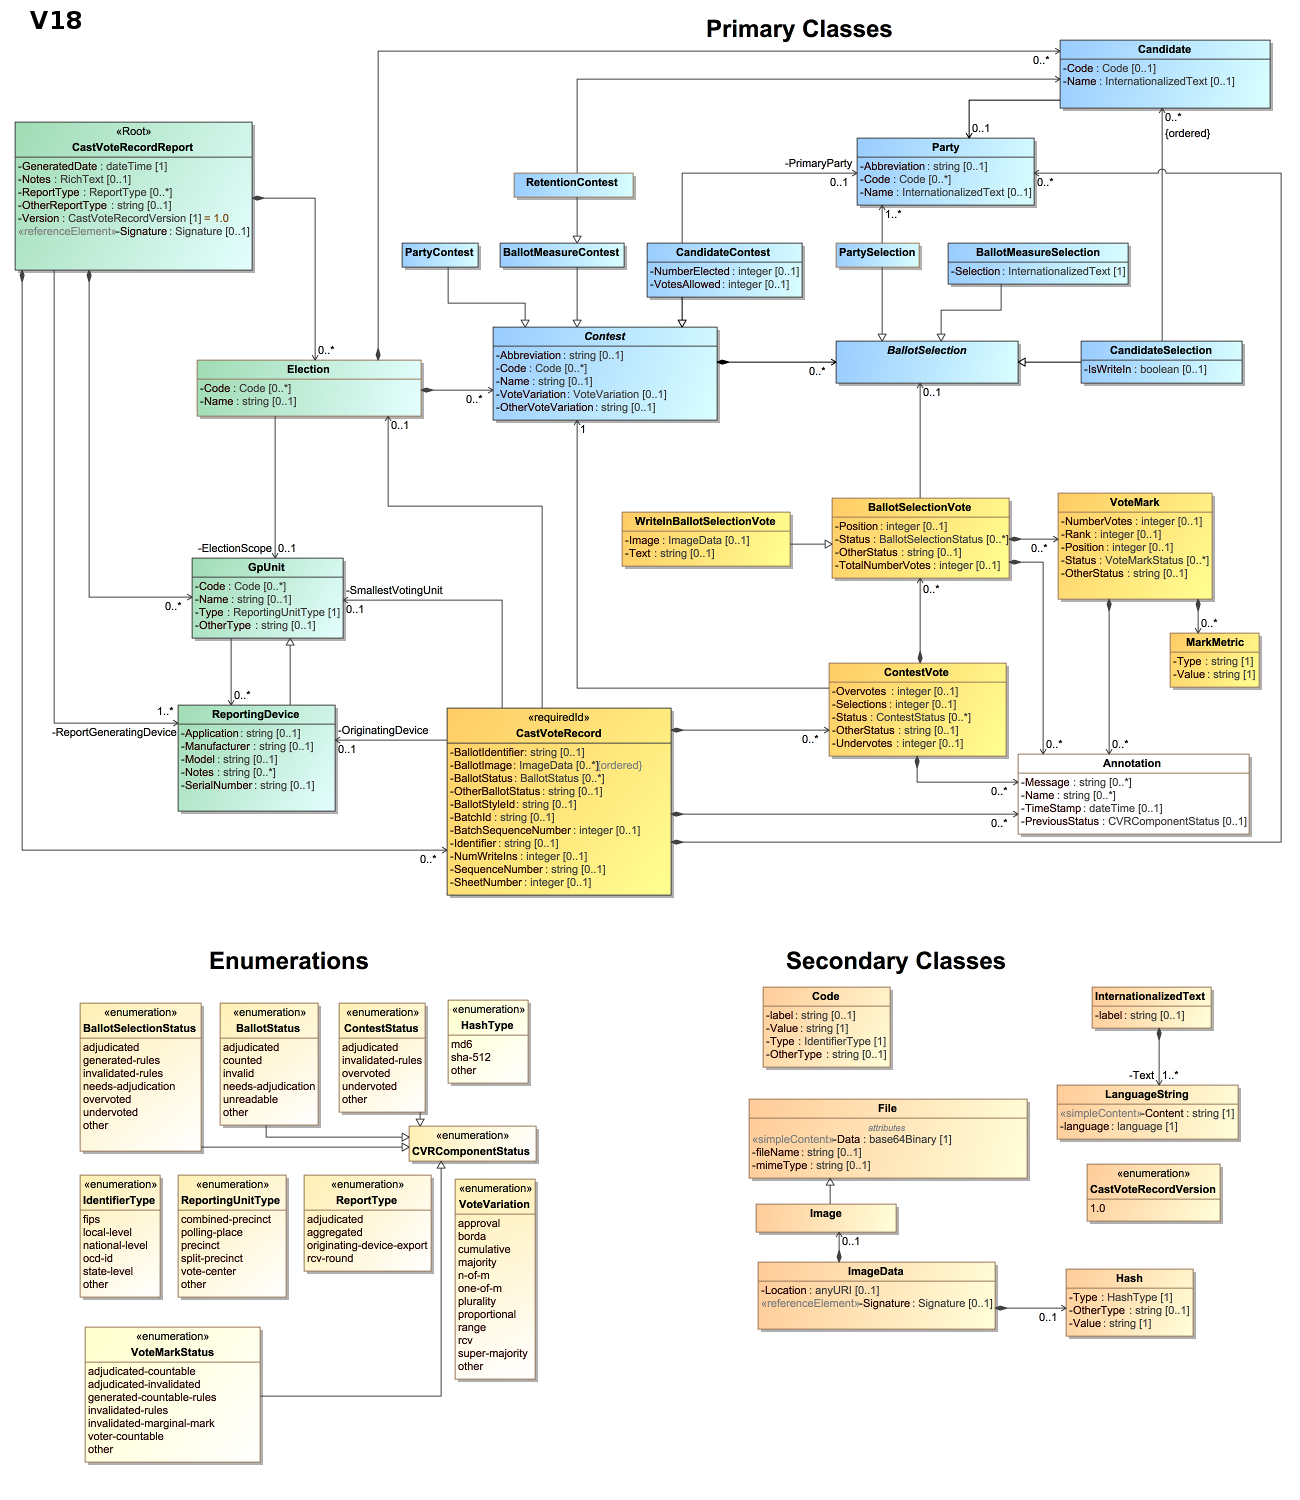 V18
Primary Classes
Candidate
-Code : Code [0..1]
-Name : InternationalizedText [0..1]
0..*
0..*
{ordered}
0..1
«Root»
CastVoteRecordReport
-GeneratedDate : dateTime [1]
-Notes : RichText [0..1]
-ReportType : ReportType [0..*]
-OtherReportType : string [0..1]
-Version : CastVoteRecordVersion [1] = 1.0
«referenceElement»-Signature : Signature [0..1]
Party
-Abbreviation : string [0..1]
-Code : Code [0..*]
-Name : InternationalizedText [0..1]
-PrimaryParty
0..1
0..*
1..*
RetentionContest
PartyContest
BallotMeasureContest
CandidateContest
-NumberElected : integer [0..1]
-VotesAllowed : integer [0..1]
PartySelection
BallotMeasureSelection
-Selection : InternationalizedText [1]
Contest
-Abbreviation : string [0..1]
-Code : Code [0..*]
-Name : string [0..1]
-VoteVariation : VoteVariation [0..1]
-OtherVoteVariation : string [0..1]
0..*
BallotSelection
CandidateSelection
-IsWriteIn : boolean [0..1]
0..*
Election
-Code : Code [0..*]
-Name : string [0..1]
0..*
0..1
1
0..1
WriteInBallotSelectionVote
-Image : ImageData [0..1]
-Text : string [0..1]
BallotSelectionVote
-Position : integer [0..1]
-Status : BallotSelectionStatus [0..*]
-OtherStatus : string [0..1]
-TotalNumberVotes : integer [0..1]
0..*
0..*
VoteMark
-NumberVotes : integer [0..1]
-Rank : integer [0..1]
-Position : integer [0..1]
-Status : VoteMarkStatus [0..*]
-OtherStatus : string [0..1]
0..*
-ElectionScope
0..1
GpUnit
-Code : Code [0..*]
-Name : string [0..1]
-Type : ReportingUnitType [1]
-OtherType : string [0..1]
0..*
-SmallestVotingUnit
0..1
0..*
MarkMetric
-Type : string [1]
-Value : string [1]
ContestVote
-Overvotes : integer [0..1]
-Selections : integer [0..1]
-Status : ContestStatus [0..*]
-OtherStatus : string [0..1]
-Undervotes : integer [0..1]
0..*
ReportingDevice
-Application : string [0..1]
-Manufacturer : string [0..1]
-Model : string [0..1]
-Notes : string [0..*]
-SerialNumber : string [0..1]
1..*
-ReportGeneratingDevice
-OriginatingDevice
0..1
«requiredId»
CastVoteRecord
-BallotIdentifier: string [0..1]
-BallotImage : ImageData [0..*]{ordered}
-BallotStatus : BallotStatus [0..*]
-OtherBallotStatus : string [0..1]
-BallotStyleId : string [0..1]
-BatchId : string [0..1]
-BatchSequenceNumber : integer [0..1]
-Identifier : string [0..1]
-NumWriteIns : integer [0..1]
-SequenceNumber : string [0..1]
-SheetNumber : integer [0..1]
0..*
0..*
0..*
0..*
0..*
Annotation
-Message : string [0..*]
-Name : string [0..*]
-TimeStamp : dateTime [0..1]
-PreviousStatus : CVRComponentStatus [0..1]
Enumerations
«enumeration»
BallotSelectionStatus
adjudicated
generated-rules
invalidated-rules
needs-adjudication
overvoted
undervoted
other
«enumeration»
BallotStatus
adjudicated
counted
invalid
needs-adjudication
unreadable
other
«enumeration»
ContestStatus
adjudicated
invalidated-rules
overvoted
undervoted
other
«enumeration»
HashType
md6
sha-512
other
«enumeration»
CVRComponentStatus
«enumeration»
IdentifierType
fips
local-level
national-level
ocd-id
state-level
other
«enumeration»
ReportingUnitType
combined-precinct
polling-place
precinct
split-precinct
vote-center
other
«enumeration»
ReportType
adjudicated
aggregated
originating-device-export
rcv-round
«enumeration»
VoteVariation
approval
borda
cumulative
majority
n-of-m
one-of-m
plurality
proportional
range
rcv
super-majority
other
«enumeration»
VoteMarkStatus
adjudicated-countable
adjudicated-invalidated
generated-countable-rules
invalidated-rules
invalidated-marginal-mark
voter-countable
other
Secondary Classes
Code
-label : string [0..1]
-Value : string [1]
-Type : IdentifierType [1]
-OtherType : string [0..1]
InternationalizedText
-label : string [0..1]
-Text
1..*
LanguageString
«simpleContent»-Content : string [1]
-language : language [1]
File
attributes
«simpleContent»-Data : base64Binary [1]
-fileName : string [0..1]
-mimeType : string [0..1]
«enumeration»
CastVoteRecordVersion
1.0
Image
0..1
ImageData
-Location : anyURI [0..1]
«referenceElement»-Signature : Signature [0..1]
0..1
Hash
-Type : HashType [1]
-OtherType : string [0..1]
-Value : string [1]